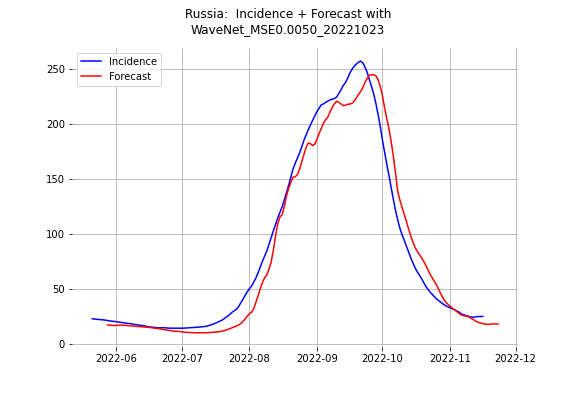 Russia:  Incidence + Forecast with
WaveNet_MSE0.0050_20221023
Incidence
Forecast
250
200
150
100
50
0
2022-06 2022-07 2022-08 2022-09 2022-10 2022-11 2022-12